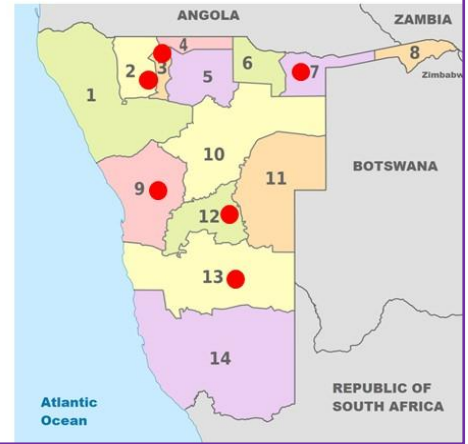 ANGOLA
ZAMBIA
4
3
8
2
6
7
5
Zimbabw
1
10
BOTSWANA
11
9
12
13
14
REPUBLIC OF
SOUTH AFRICA
Atlantic
Ocean